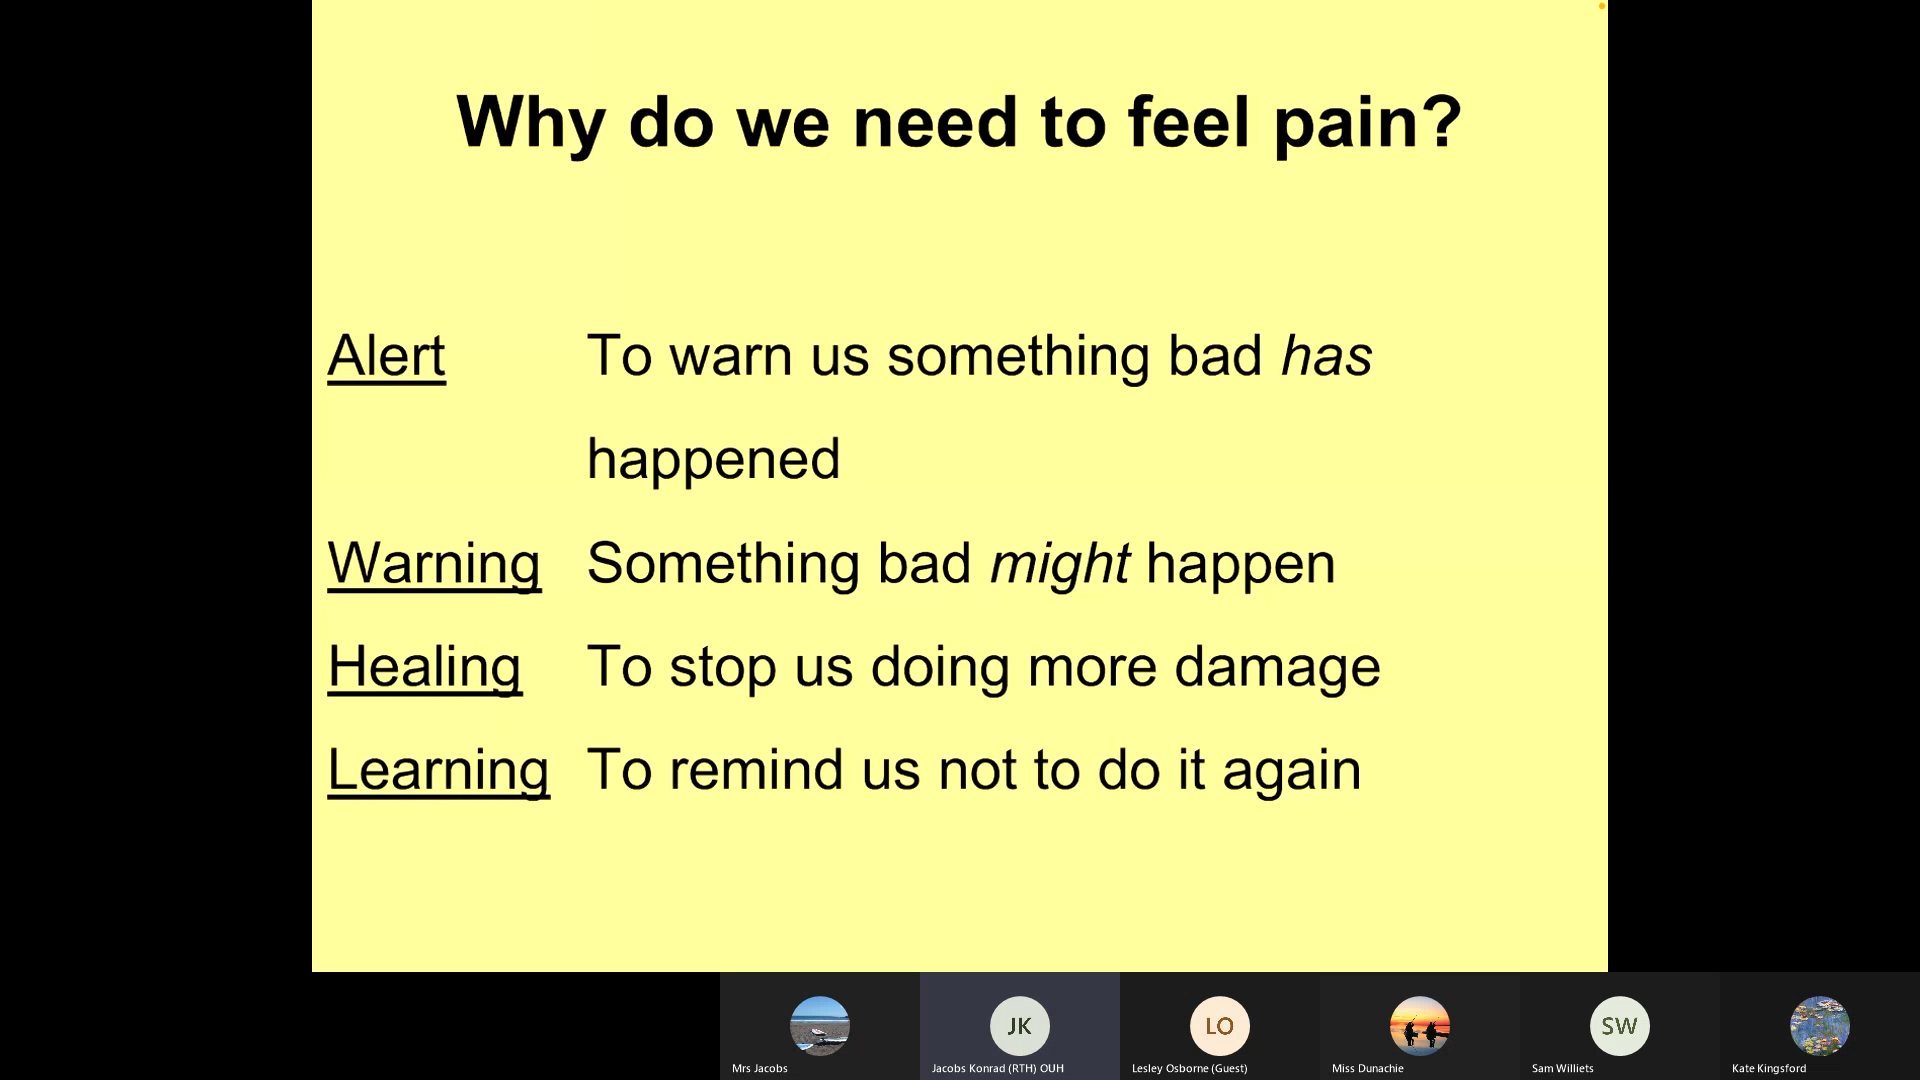 Why do we need to feel pain?
Alert To warn us something bad has
happened
Warning Something bad might happen
Healing To stop us doing more damage
Learning To remind us not to do it again
JK
LO
SW
Mrs Jacobs
Jacobs Konrad (RTH) OUH
Lesley Osborne (Guest)
Miss Dunachie
Sam Williets
Kate Kingsford